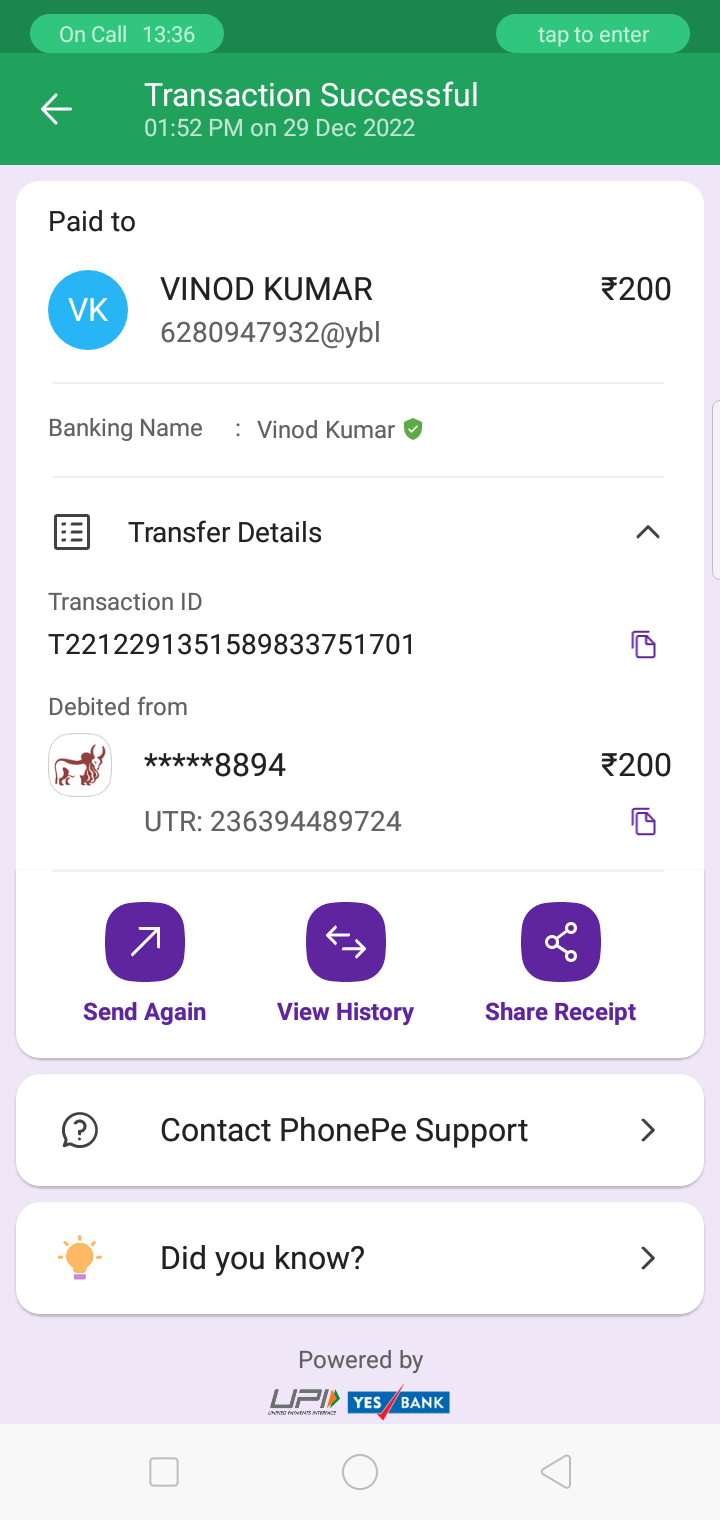 On Call 13:36 tap to enter
Transaction Successful
01:52 PM on 29 Dec 2022
Paid to
VK VINOD KUMAR ₹200
6280947932@ybl
Banking Name : Vinod Kumar
Transfer Details
Transaction ID
T2212291351589833751701
Debited from
*****8894 ₹200
UTR: 236394489724
Send Again View History Share Receipt
Contact PhonePe Support
Did you know?
Powered by
UPI YES BANK
UNIFIED PAYMENTS INTERFACE